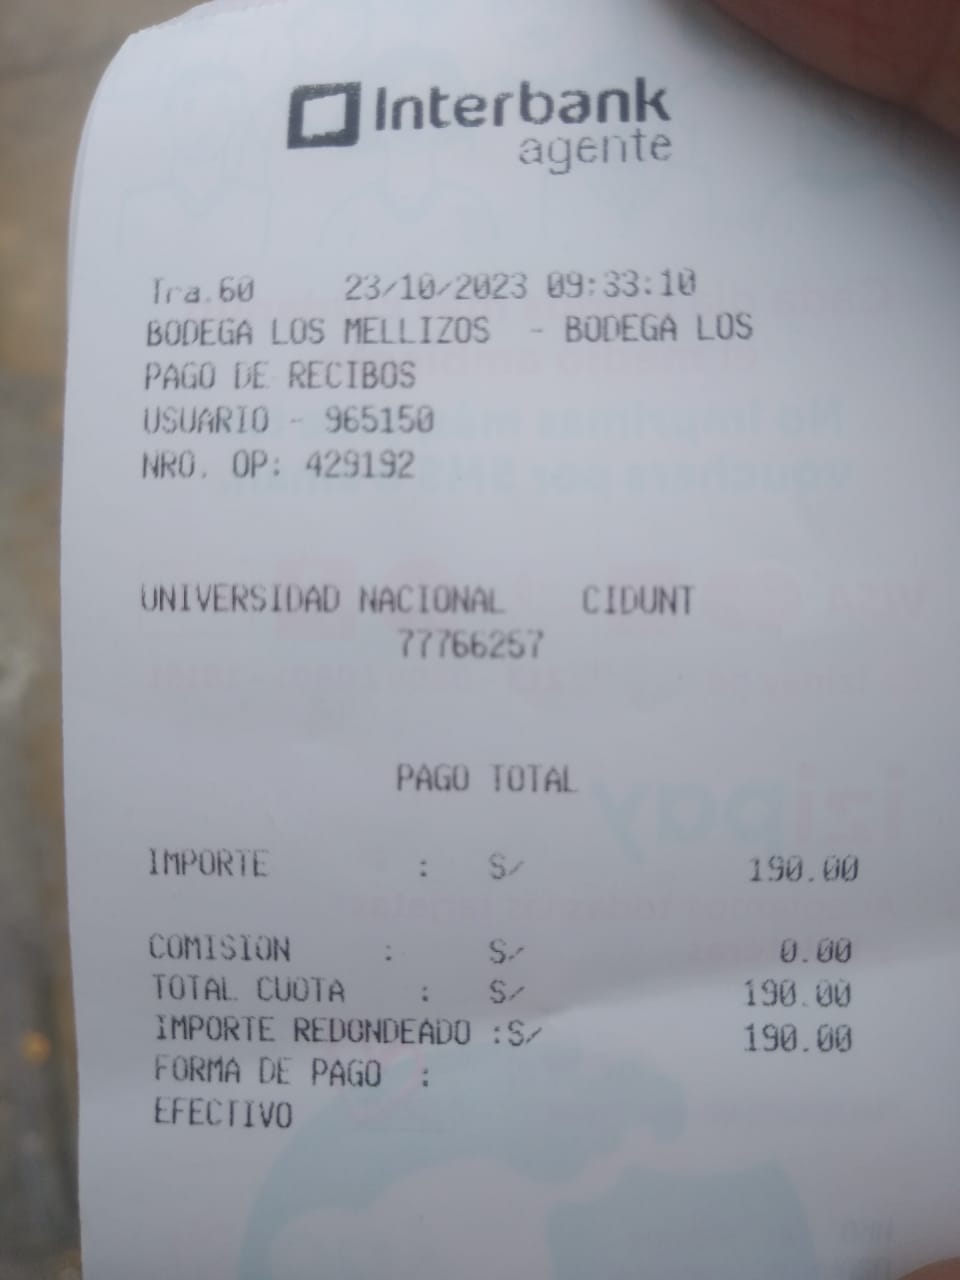 Interbank
agente
Tra.60 23/10/2023 09:33:10
BODEGA LOS MELLIZOS - BODEGA LOS
PAGO DE RECIBOS
USUARIO - 965150
NRO. OP: 429192
UNIVERSIDAD NACIONAL CIDUNT
77766257
PAGO TOTAL
IMPORTE : S/ 190.00
COMISION : S/ 0.00
TOTAL CUOTA : S/ 190.00
IMPORTE REDONDEADO :S/ 190.00
FORMA DE PAGO :
EFECTIVO